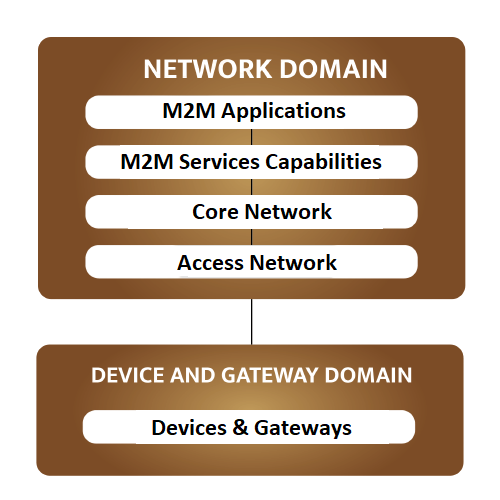 NETWORK DOMAIN
M2M Applications
M2M Services Capabilities
Core Network
Access Network
DEVICE AND GATEWAY DOMAIN
Devices & Gateways